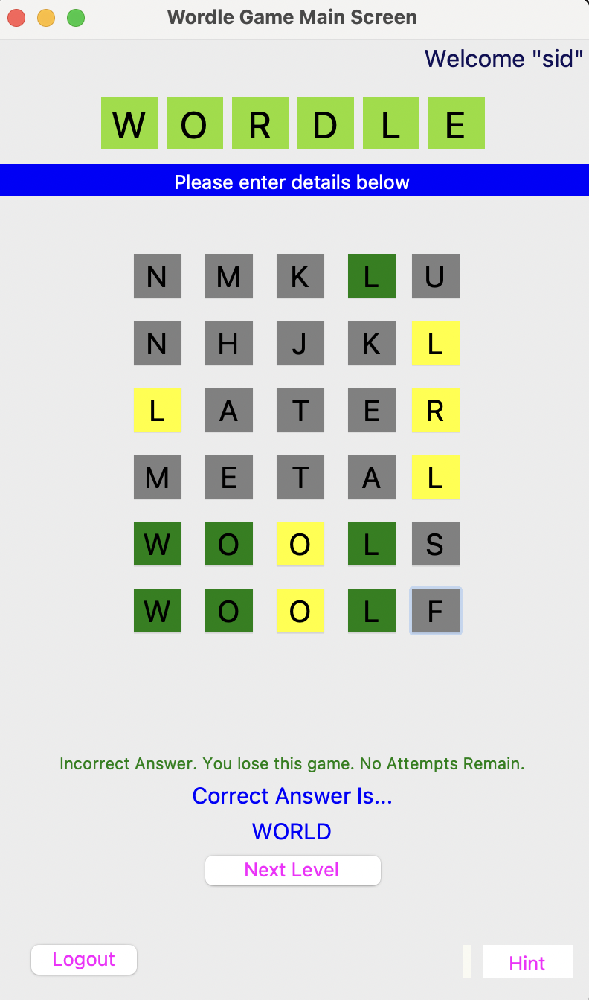 Wordle Game Main Screen
Welcome "sid"
W O R D L E
Please enter details below
N M K L U
N H J K L
L A T E R
M E T A L
W O O L S
W O O L F
Incorrect Answer. You lose this game. No Attempts Remain.
Correct Answer Is...
WORLD
Next Level
Logout
Hint